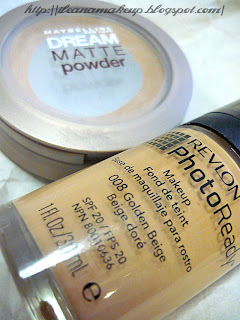 http://ileanamakeup.blogspot.com/
MAYBELLINE
DREAM
MATTE
powder
REVLON
PhotoReady
Makeup
Fond de teint
Base de maquillaje para rostro
008 Golden Beige
Beige doré
SPF 20 / FPS 20
1 fl Oz/30 mL e